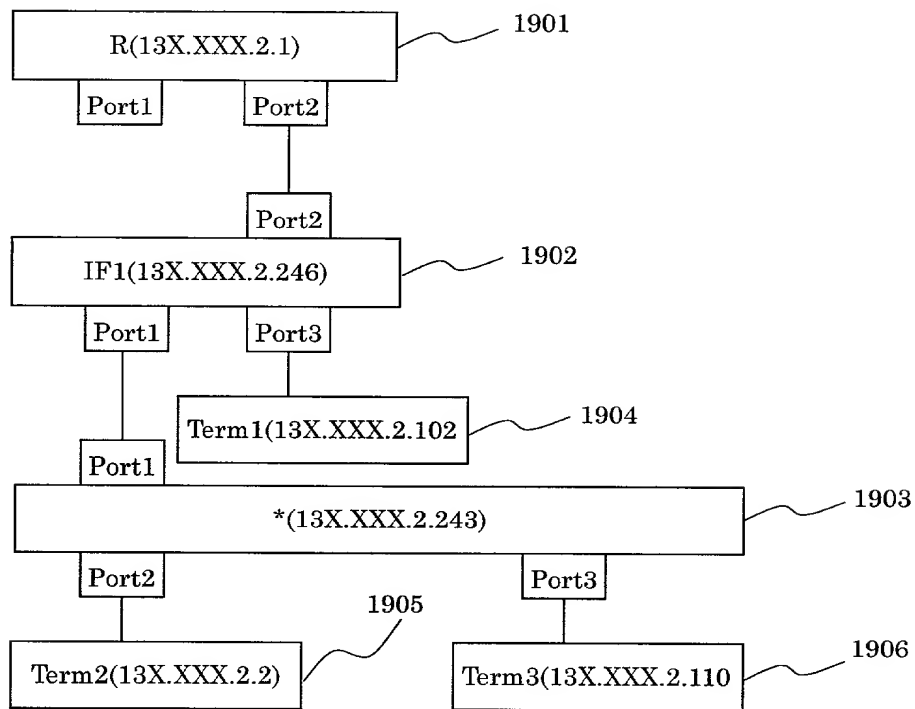 1901
R(13X.XXX.2.1)
Port1
Port2
Port2
IF1(13X.XXX.2.246)
1902
Port1
Port3
Term1(13X.XXX.2.102
1904
Port1
*(13X.XXX.2.243)
1903
Port2
Port3
1905
Term2(13X.XXX.2.2)
Term3(13X.XXX.2.110
1906